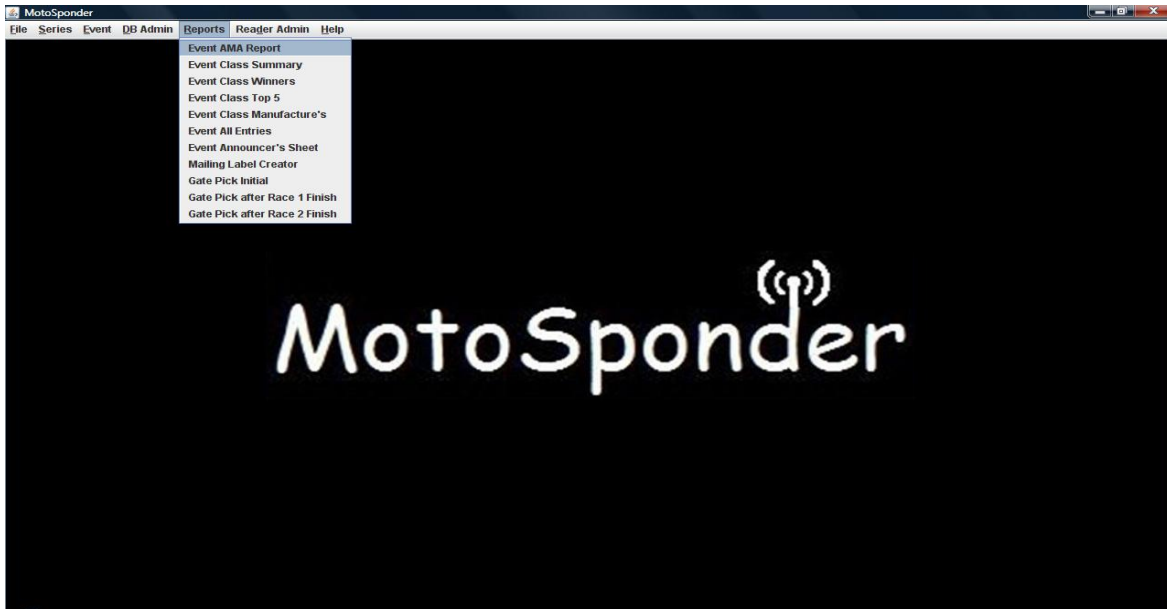 MotoSponder
File Series Event DB Admin Reports Reader Admin Help
Event AMA Report
Event Class Summary
Event Class Winners
Event Class Top 5
Event Class Manufacture's
Event All Entries
Event Announcer's Sheet
Mailing Label Creator
Gate Pick Initial
Gate Pick after Race 1 Finish
Gate Pick after Race 2 Finish
MotoSponder